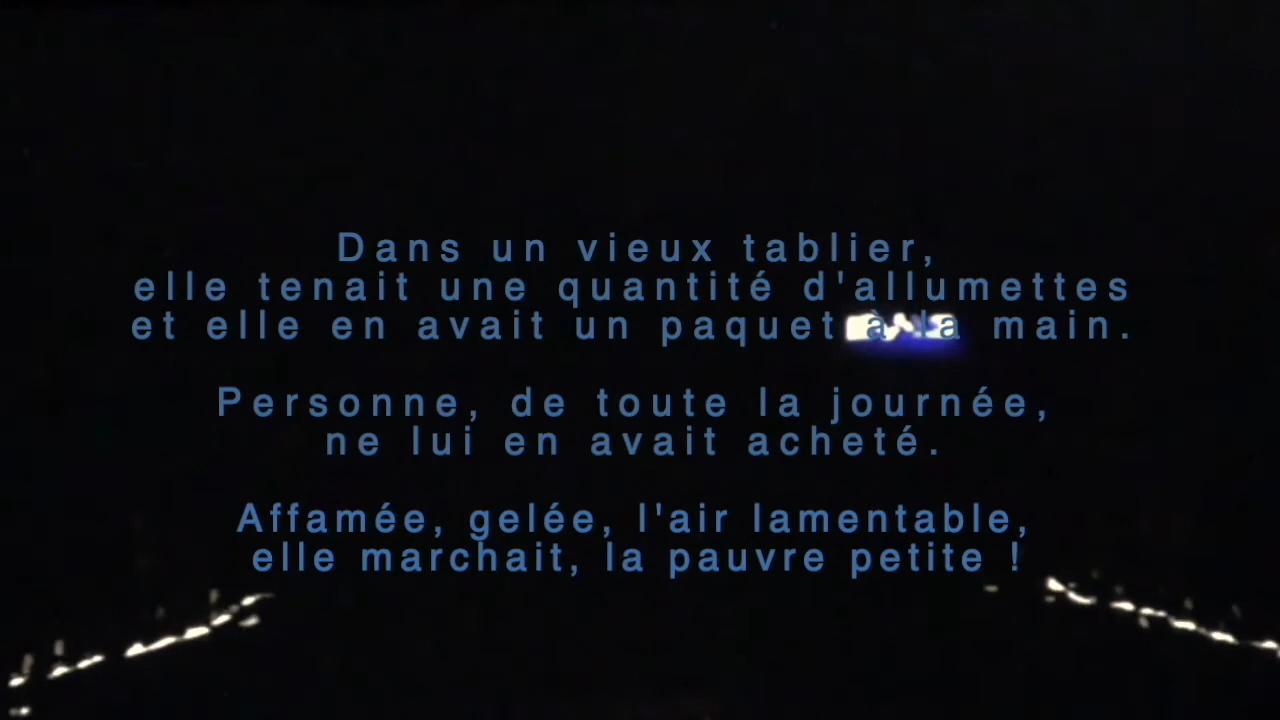 Dans un vieux tablier,
elle tenait une quantité d'allumettes
et elle en avait un paquet à la main.
Personne, de toute la journée,
ne lui en avait acheté.
Affamée, gelée, l'air lamentable,
elle marchait, la pauvre petite !